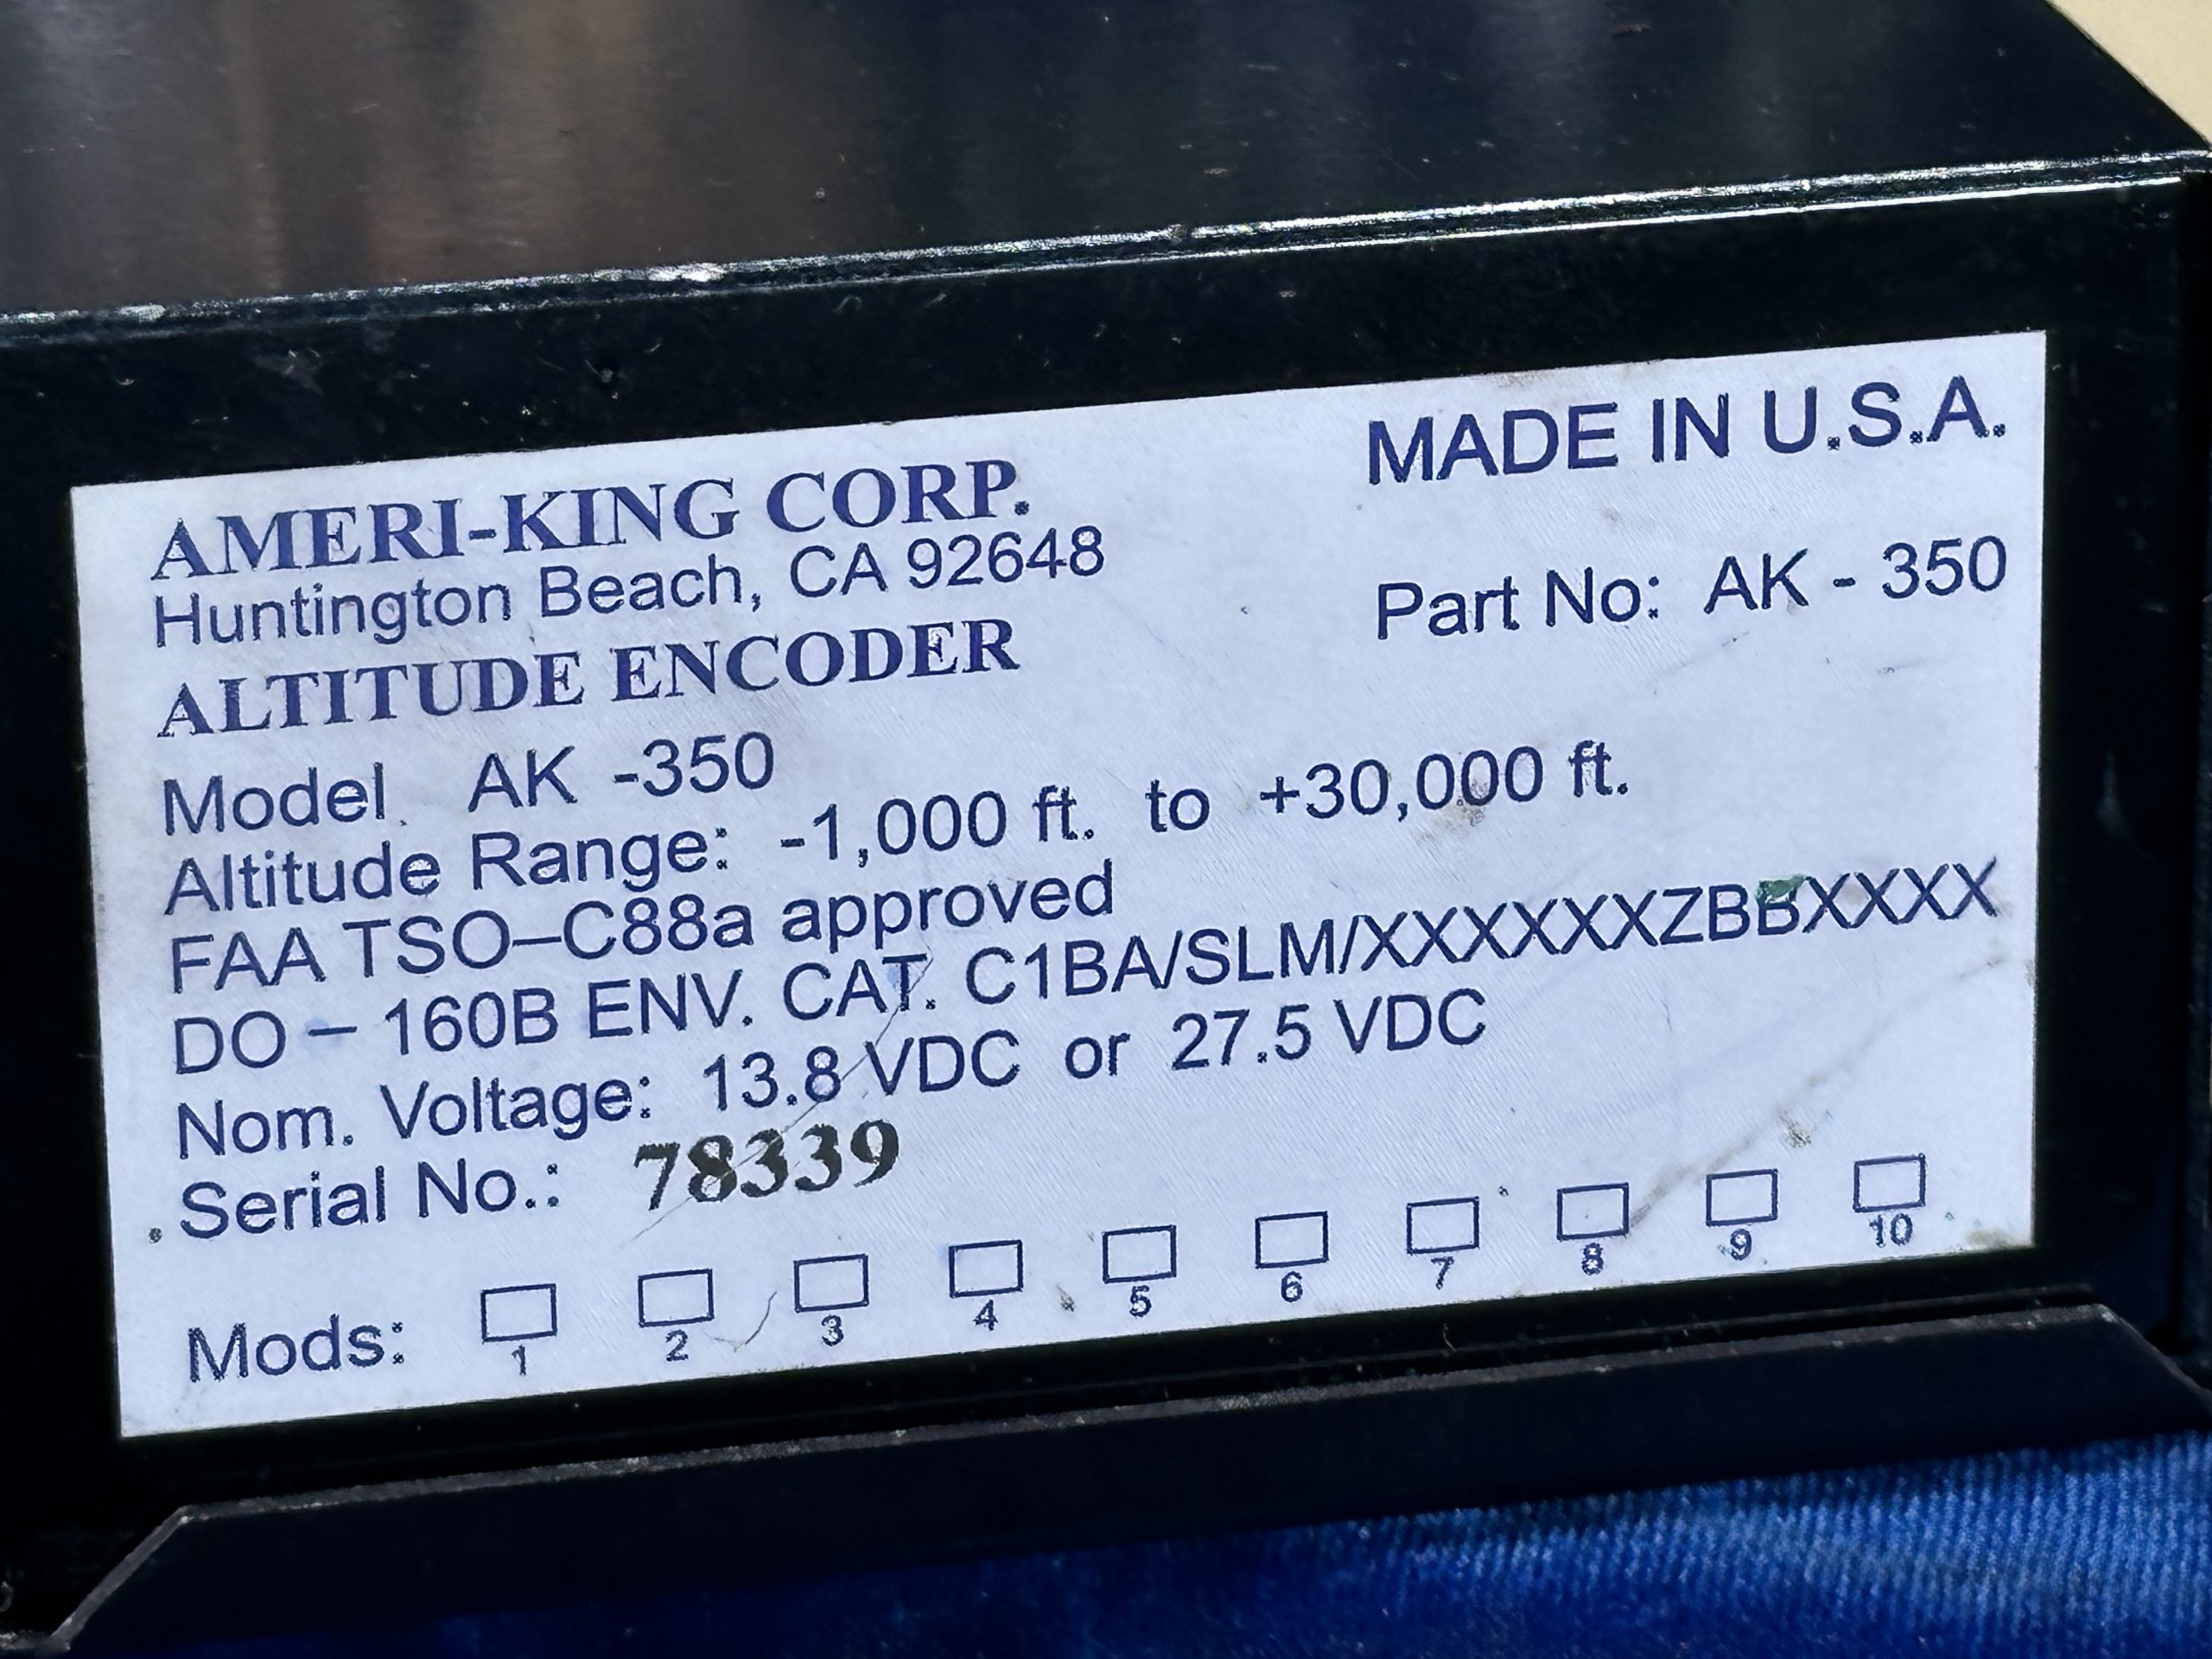 AMERI-KING CORP.
MADE IN U.S.A.
Huntington Beach, CA 92648
Part No: AK - 350
ALTITUDE ENCODER
Model AK -350
Altitude Range: -1,000 ft. to +30,000 ft.
FAA TSO–C88a approved
DO – 160B ENV. CAT. C1BA/SLM/XXXXXXZBBXXXX
Nom. Voltage: 13.8 VDC or 27.5 VDC
Serial No.: 78339
Mods: 1 2 3 4 5 6 7 8 9 10